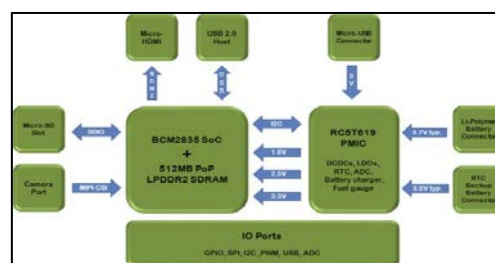 Micro-
HDMI
USB 2.0
Host
Micro-USB
Connector
HDMI
USB
5V
Micro-SD
Slot
SDIO
BCM2835 SoC
+
512MB PoP
LPDDR2 SDRAM
I2C
1.8V
2.5V
3.3V
RC5T619
PMIC
DCDCs, LDOs,
RTC, ADC,
Battery charger,
Fuel gauge
3.7V typ.
Li-Polymer
Battery
Connector
Camera
Port
MIPI-CSI
3.0V typ.
RTC
Backup
Battery
Connector
IO Ports
GPIO, SPI, I2C ,PWM, USB, ADC